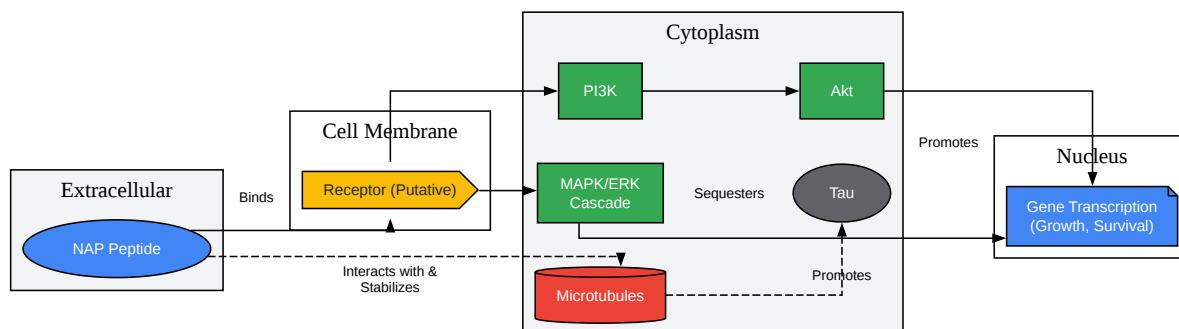 Cytoplasm
PI3K
Akt
Cell Membrane
Promotes
Nucleus
Extracellular
Binds
Receptor (Putative)
MAPK/ERK
Cascade
Sequesters
Tau
Gene Transcription
(Growth, Survival)
NAP Peptide
Interacts with &
Stabilizes
Microtubules
Promotes